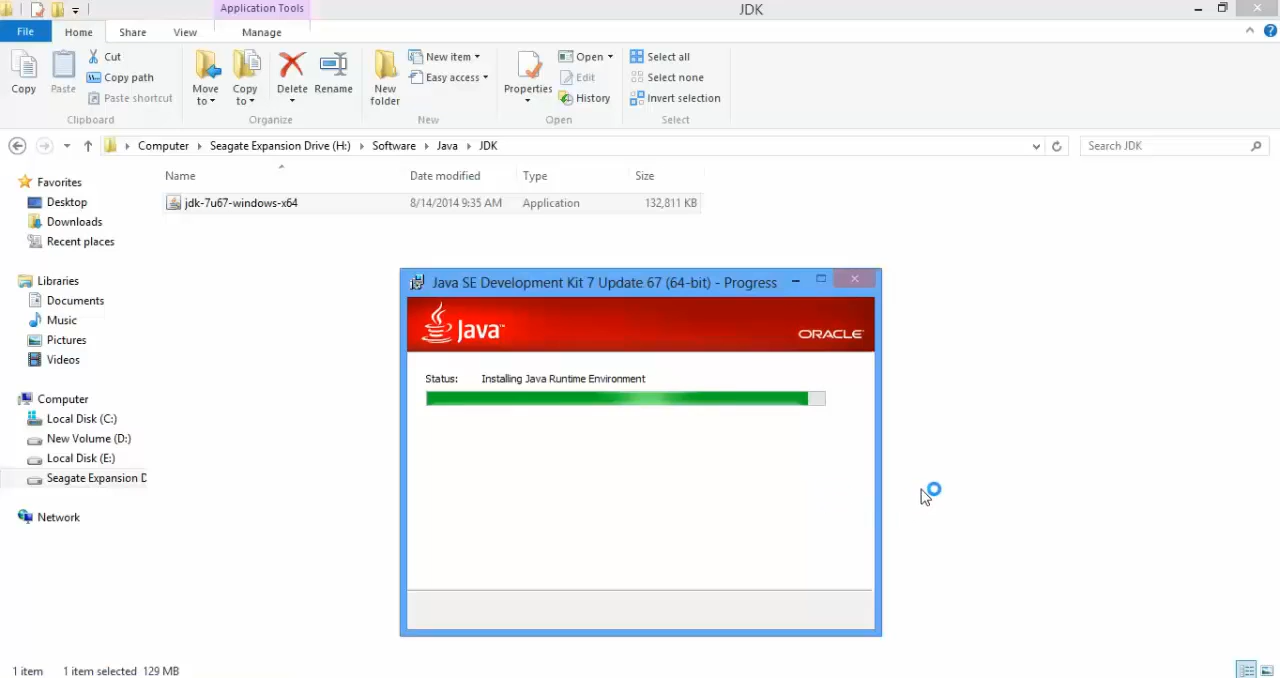 Application Tools
JDK
File
Home
Share
View
Manage
Copy
Paste
Cut
Copy path
Paste shortcut
Clipboard
Move
to
Copy
to
Delete
Rename
Organize
New
folder
New item
Easy access
New
Properties
Open
Edit
History
Open
Select all
Select none
Invert selection
Select
Computer
Seagate Expansion Drive (H:)
Software
Java
JDK
Search JDK
Name
Date modified
Type
Size
jdk-7u67-windows-x64
8/14/2014 9:35 AM
Application
132,811 KB
Favorites
Desktop
Downloads
Recent places
Libraries
Documents
Music
Pictures
Videos
Computer
Local Disk (C:)
New Volume (D:)
Local Disk (E:)
Seagate Expansion D
Network
Java SE Development Kit 7 Update 67 (64-bit) - Progress
Java™
ORACLE
Status:
Installing Java Runtime Environment
1 item
1 item selected 129 MB